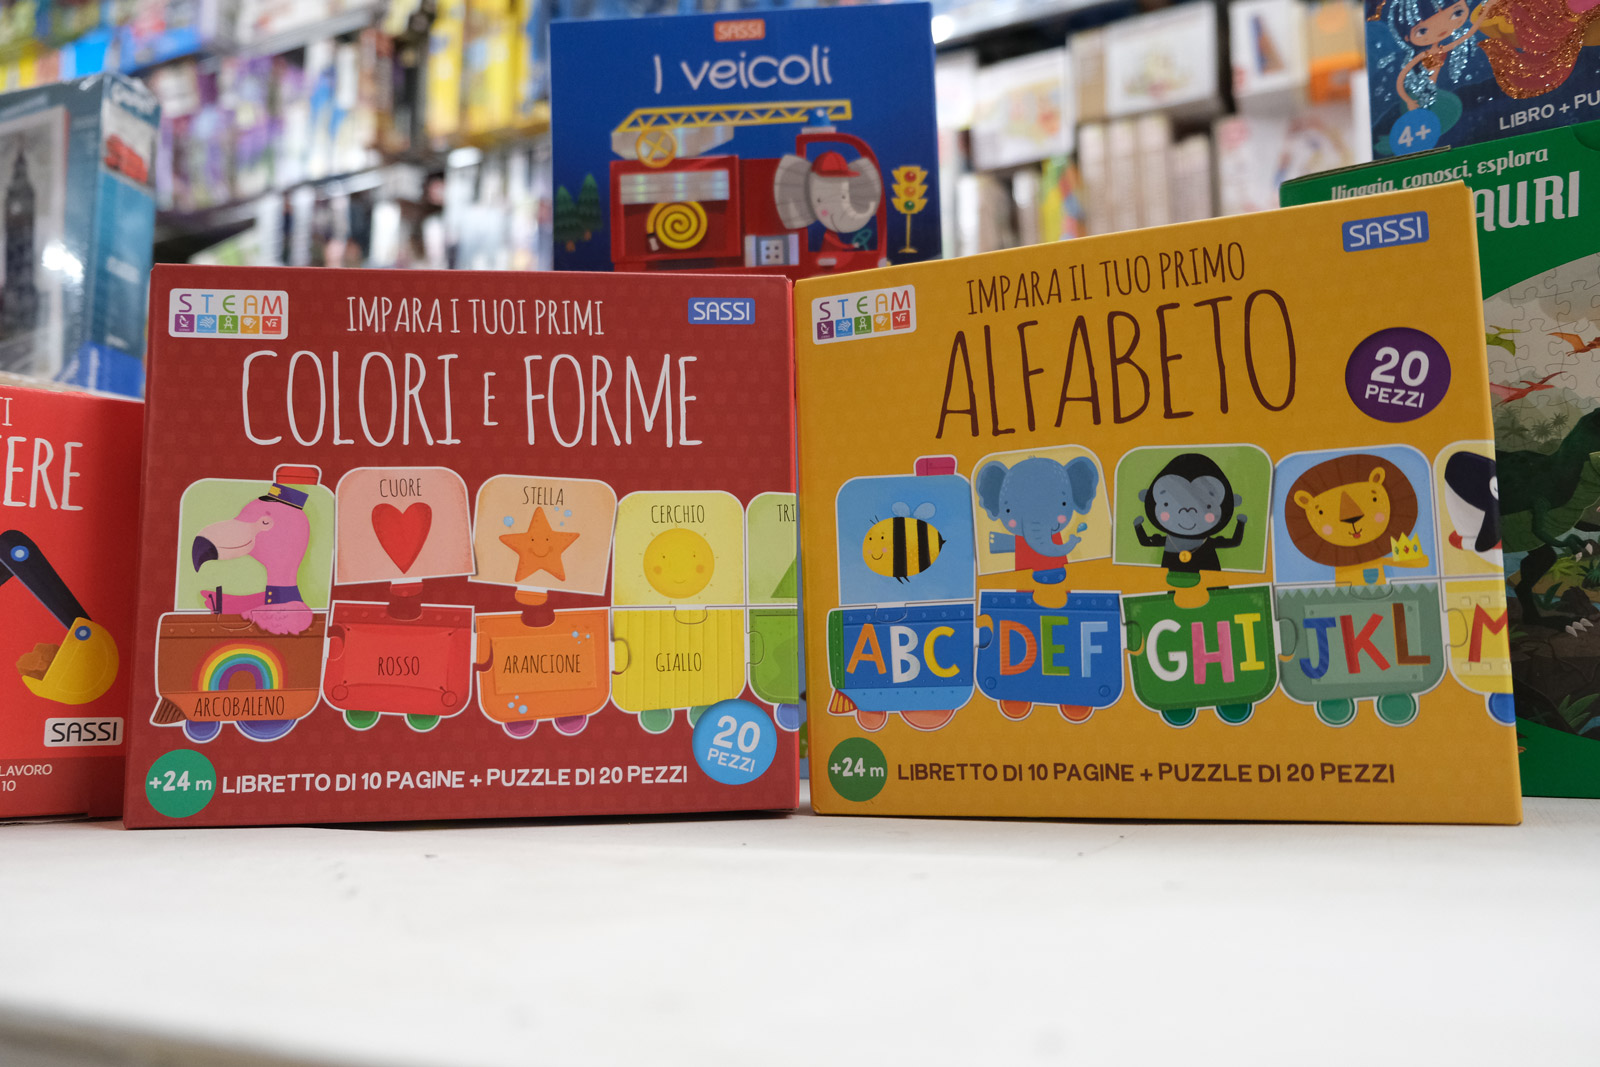 SASSI
I veicoli
4+
LIBRO + PU
Viaggia, conosci, esplora
AURI
TI
ERE
SASSI
LAVORO
10
STEAM
IMPARA I TUOI PRIMI
SASSI
COLORI E FORME
CUORE
STELLA
CERCHIO
TRI
ROSSO
ARANCIONE
GIALLO
ARCOBALENO
20
PEZZI
+24 m
LIBRETTO DI 10 PAGINE + PUZZLE DI 20 PEZZI
STEAM
IMPARA IL TUO PRIMO
SASSI
ALFABETO
20
PEZZI
ABC
DEF
GHI
JKL
M
+24 m
LIBRETTO DI 10 PAGINE + PUZZLE DI 20 PEZZI